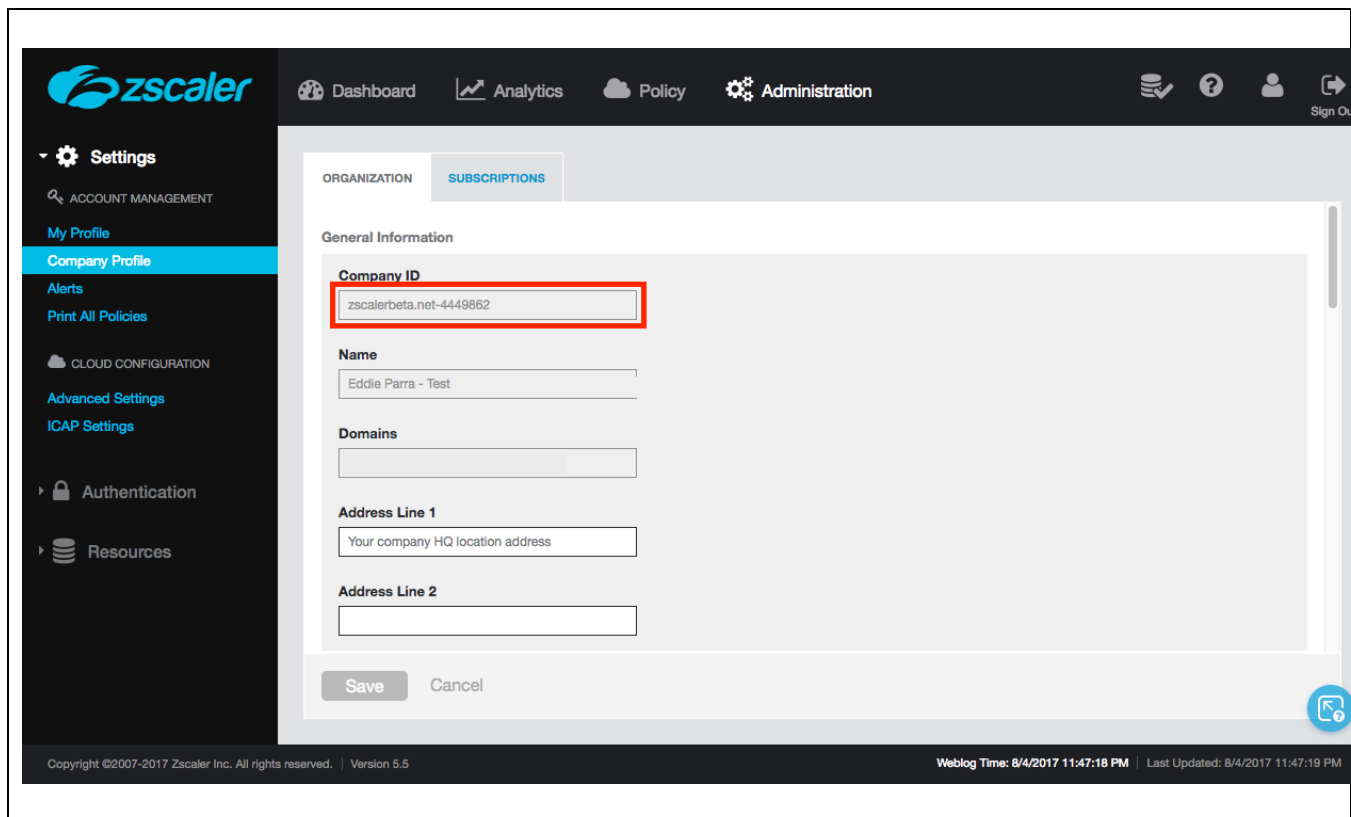 zscaler
Dashboard
Analytics
Policy
Administration
Sign Ou
Settings
ACCOUNT MANAGEMENT
My Profile
Company Profile
Alerts
Print All Policies
CLOUD CONFIGURATION
Advanced Settings
ICAP Settings
Authentication
Resources
ORGANIZATION
SUBSCRIPTIONS
General Information
Company ID
zscalerbeta.net-4449862
Name
Eddie Parra - Test
Domains
Address Line 1
Your company HQ location address
Address Line 2
Save
Cancel
Copyright ©2007-2017 Zscaler Inc. All rights reserved. | Version 5.5
Weblog Time: 8/4/2017 11:47:18 PM | Last Updated: 8/4/2017 11:47:19 PM